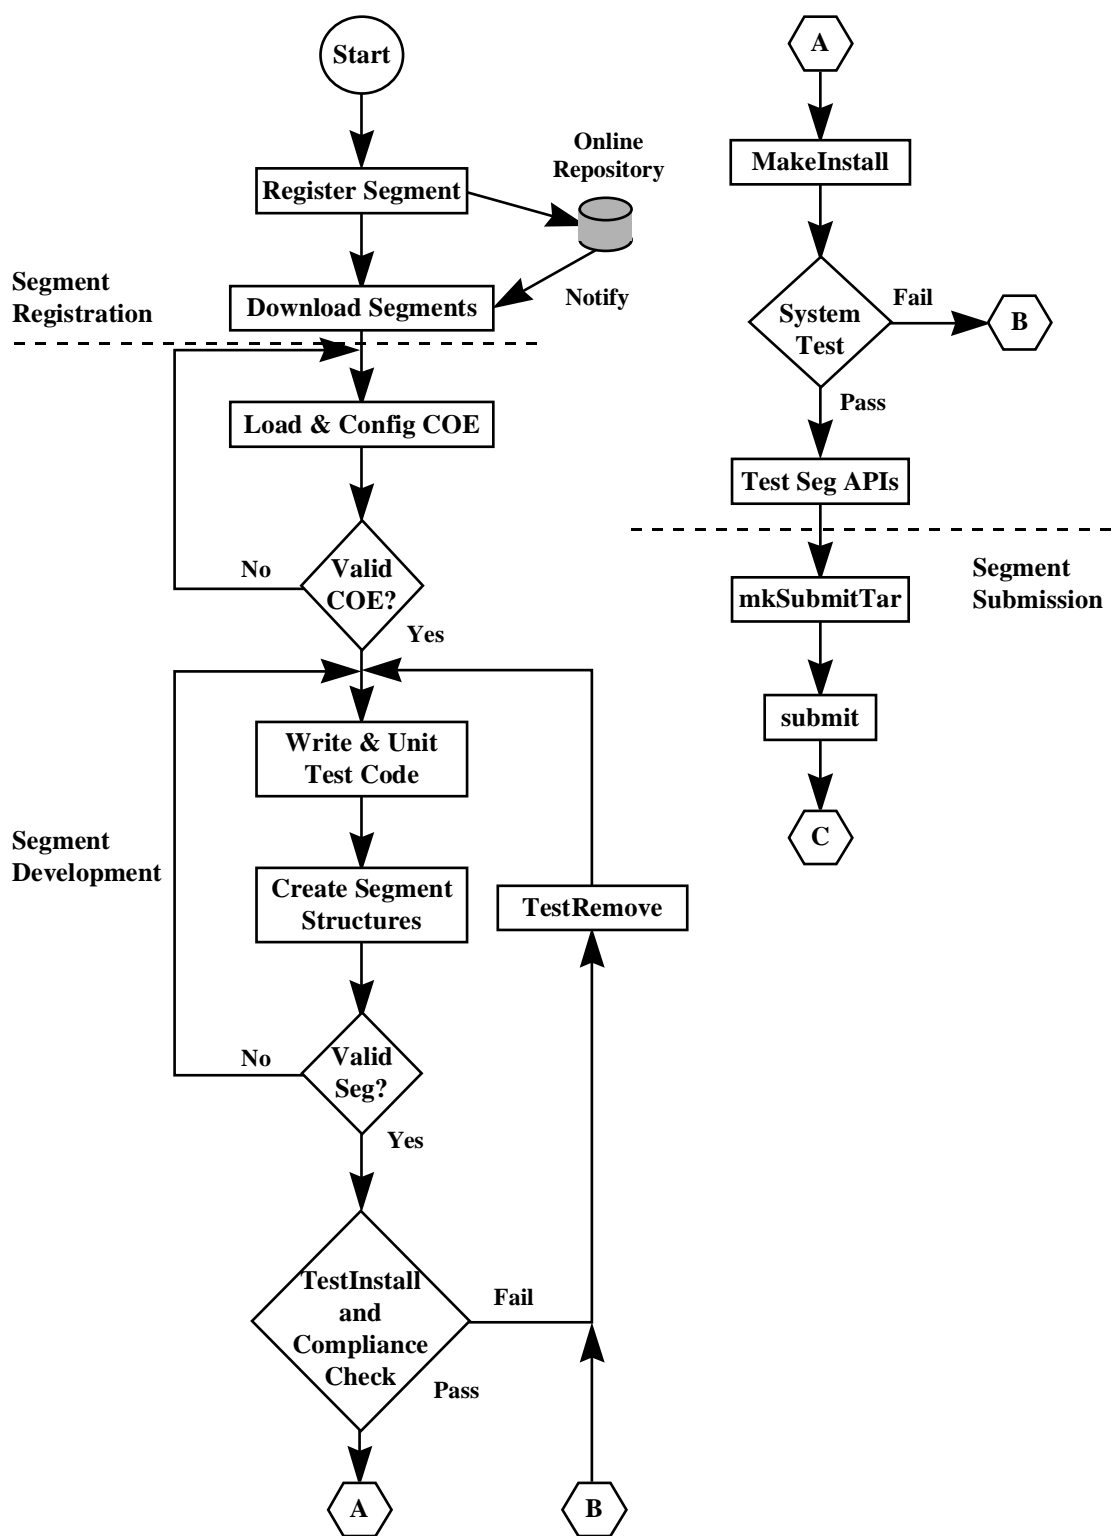 Start
Online
Repository
Register Segment
Segment
Registration
Download Segments
Notify
Load & Config COE
No
Valid
COE?
Yes
Write & Unit
Test Code
Segment
Development
Create Segment
Structures
TestRemove
No
Valid
Seg?
Yes
TestInstall
and
Compliance
Check
Fail
Pass
A
B
A
MakeInstall
System
Test
Fail
B
Pass
Test Seg APIs
Segment
Submission
mkSubmitTar
submit
C